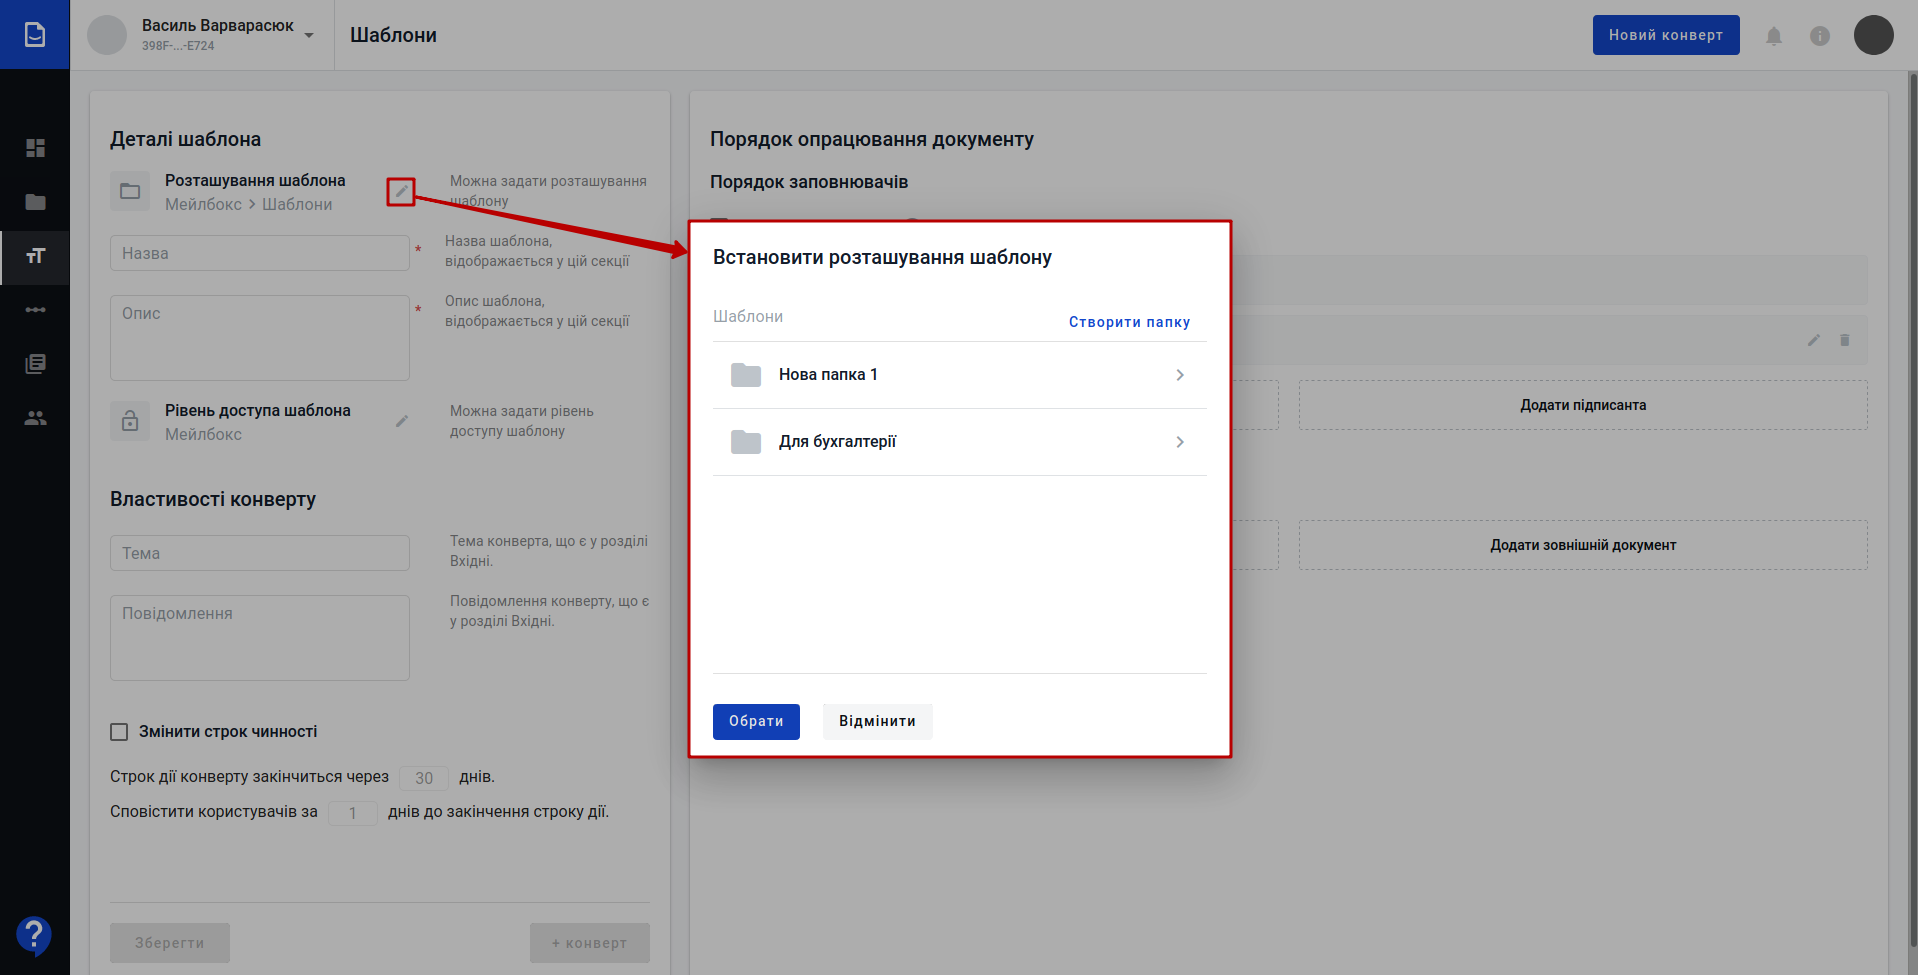 Василь Варварасюк
398F-...-E724
Шаблони
Новий конверт
Деталі шаблона
Розташування шаблона
Мейлбокс > Шаблони
Можна задати розташування
шаблону
Назва
*
Назва шаблона,
відображається у цій секції
Опис
*
Опис шаблона,
відображається у цій секції
Рівень доступа шаблона
Мейлбокс
Можна задати рівень
доступу шаблону
Властивості конверту
Тема
Тема конверта, що є у розділі
Вхідні.
Повідомлення
Повідомлення конверту, що є
у розділі Вхідні.
Змінити строк чинності
Строк дії конверту закінчиться через 30 днів.
Сповістити користувачів за 1 днів до закінчення строку дії.
Зберегти
+ конверт
Порядок опрацювання документу
Порядок заповнювачів
Додати підписанта
Додати зовнішній документ
Встановити розташування шаблону
Шаблони
Створити папку
Нова папка 1
Для бухгалтерії
Обрати
Відмінити